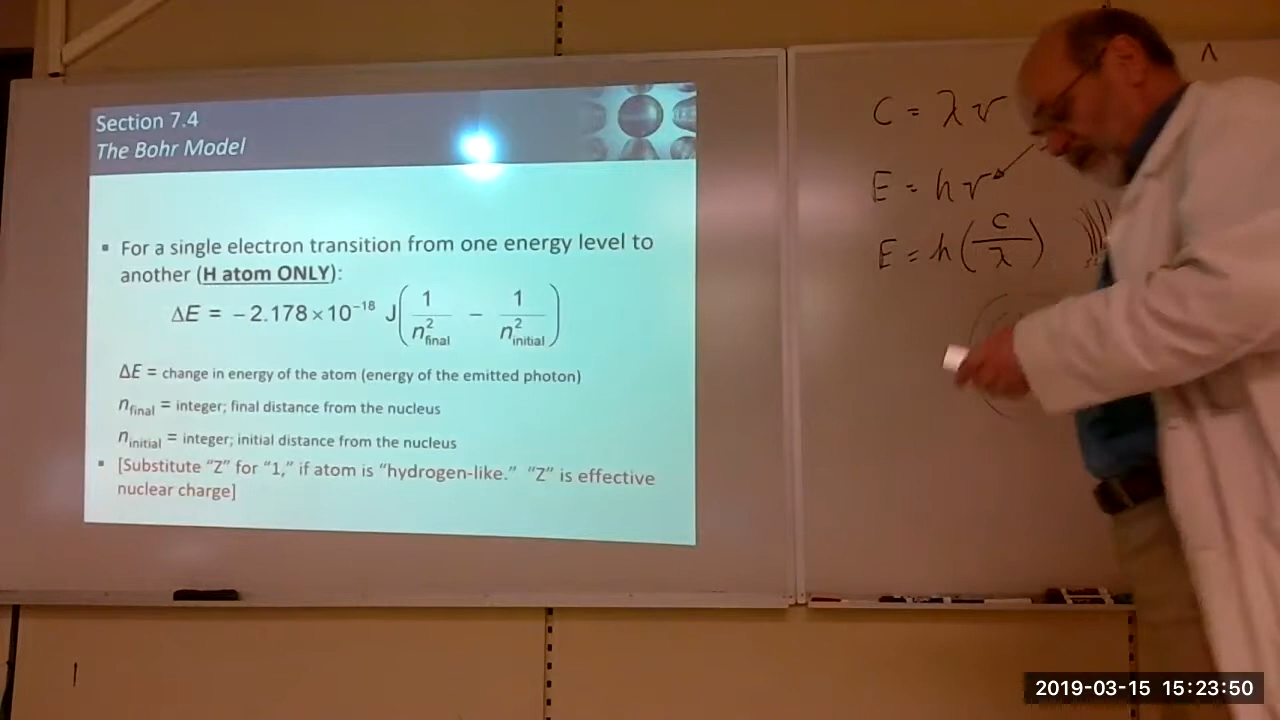 Section 7.4
The Bohr Model
▪ For a single electron transition from one energy level to
another (H atom ONLY):
ΔE = −2.178×10⁻¹⁸ J(1/n²final − 1/n²initial)
ΔE = change in energy of the atom (energy of the emitted photon)
nfinal = integer; final distance from the nucleus
ninitial = integer; initial distance from the nucleus
▪ [Substitute “Z” for “1,” if atom is “hydrogen-like.” “Z” is effective
nuclear charge]
C = λν
E = hν
E = h(C/λ)
2019-03-15 15:23:50